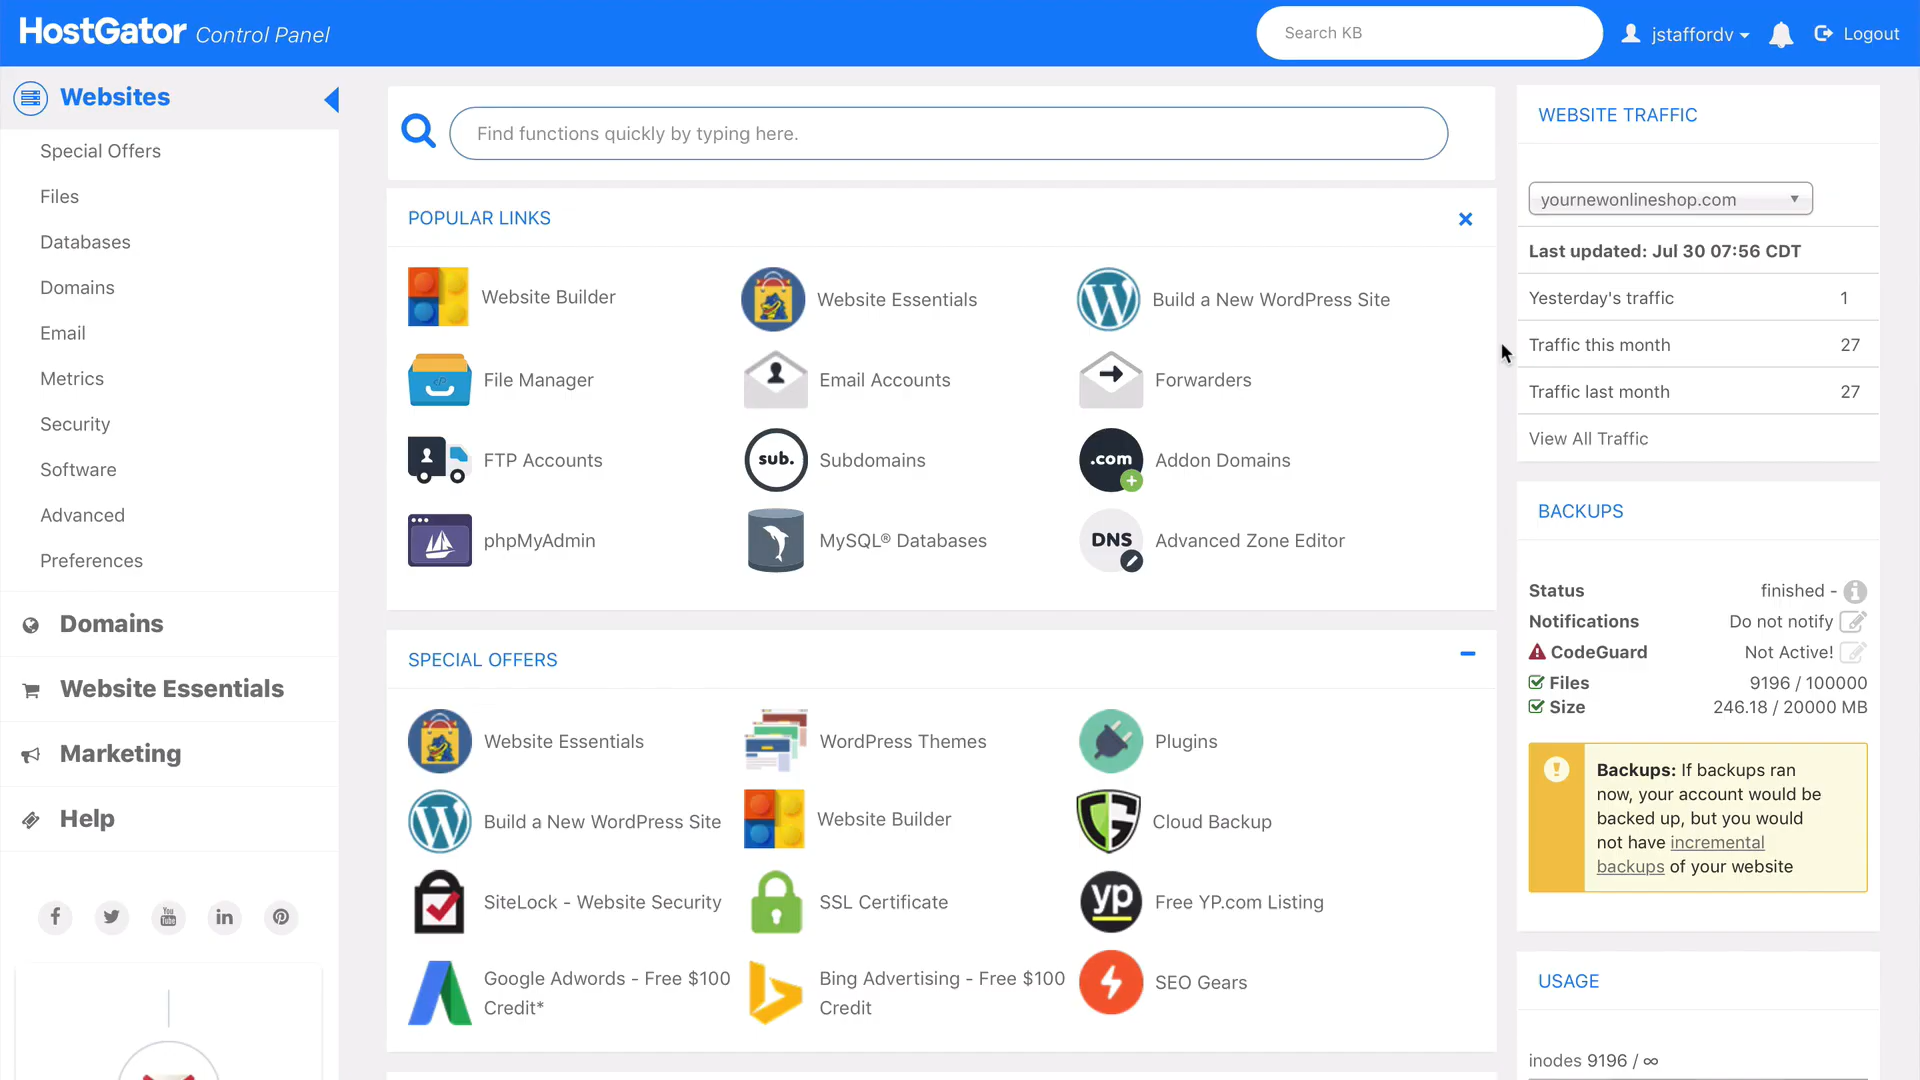 HostGator Control Panel
Search KB
jstaffordv
Logout
Websites
Special Offers
Files
Databases
Domains
Email
Metrics
Security
Software
Advanced
Preferences
Domains
Website Essentials
Marketing
Help
You
Tube
in
Find functions quickly by typing here.
POPULAR LINKS
Website Builder
Website Essentials
Build a New WordPress Site
File Manager
Email Accounts
Forwarders
FTP Accounts
sub.
Subdomains
.com
Addon Domains
phpMyAdmin
MySQL® Databases
DNS
Advanced Zone Editor
SPECIAL OFFERS
Website Essentials
WordPress Themes
Plugins
Build a New WordPress Site
Website Builder
Cloud Backup
SiteLock - Website Security
SSL Certificate
yp
Free YP.com Listing
Google Adwords - Free $100
Credit*
Bing Advertising - Free $100
Credit
SEO Gears
WEBSITE TRAFFIC
yournewonlineshop.com
Last updated: Jul 30 07:56 CDT
Yesterday's traffic 1
Traffic this month 27
Traffic last month 27
View All Traffic
BACKUPS
Status finished -
Notifications Do not notify
CodeGuard Not Active!
Files 9196 / 100000
Size 246.18 / 20000 MB
Backups: If backups ran
now, your account would be
backed up, but you would
not have incremental
backups of your website
USAGE
inodes 9196 / ∞